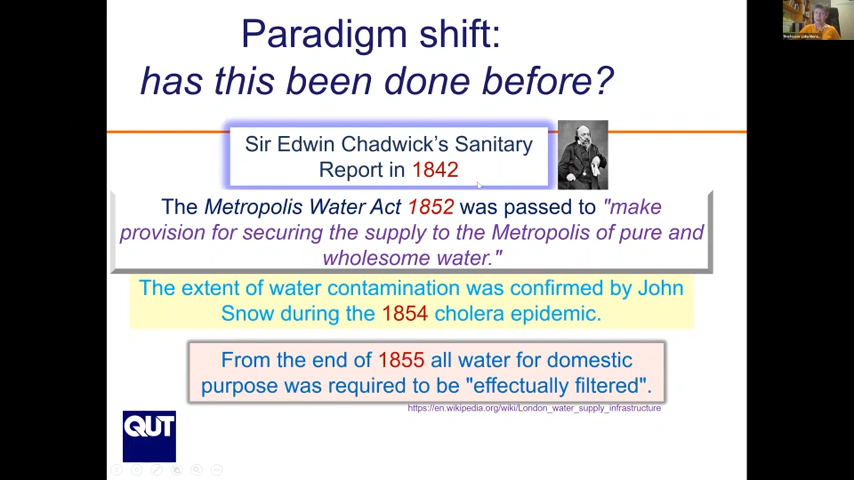 Paradigm shift:
has this been done before?
Sir Edwin Chadwick's Sanitary
Report in 1842
The Metropolis Water Act 1852 was passed to "make
provision for securing the supply to the Metropolis of pure and
wholesome water."
The extent of water contamination was confirmed by John
Snow during the 1854 cholera epidemic.
From the end of 1855 all water for domestic
purpose was required to be "effectually filtered".
https://en.wikipedia.org/wiki/London_water_supply_infrastructure
QUT